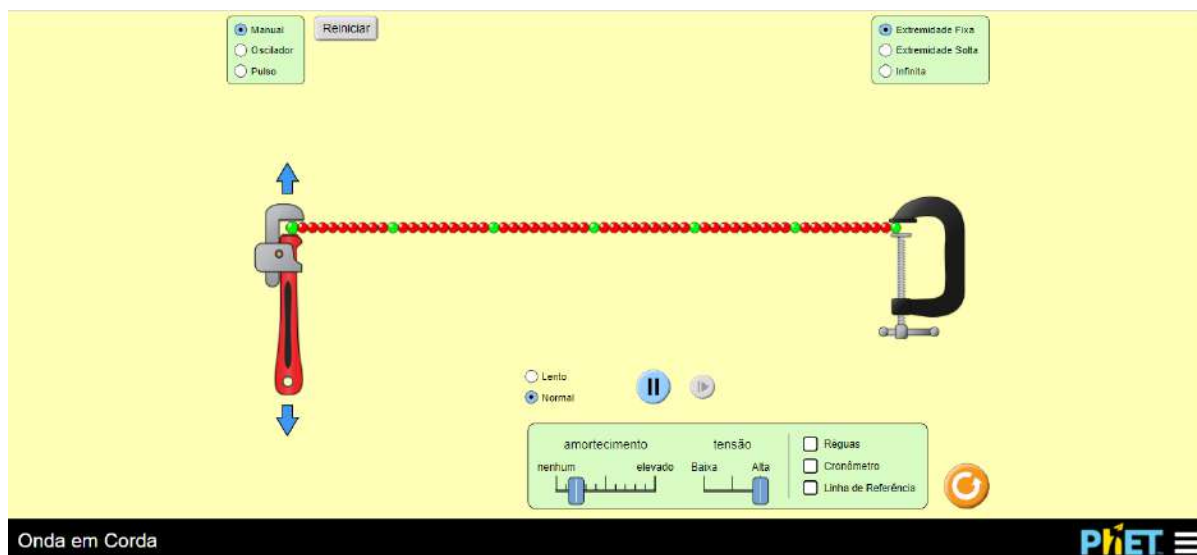 Manual
Oscilador
Pulso
Reiniciar
Extremidade Fixa
Extremidade Solta
Infinita
Lento
Normal
amortecimento
nenhum elevado
tensão
Baixa Alta
Réguas
Cronômetro
Linha de Referência
Onda em Corda
PhET